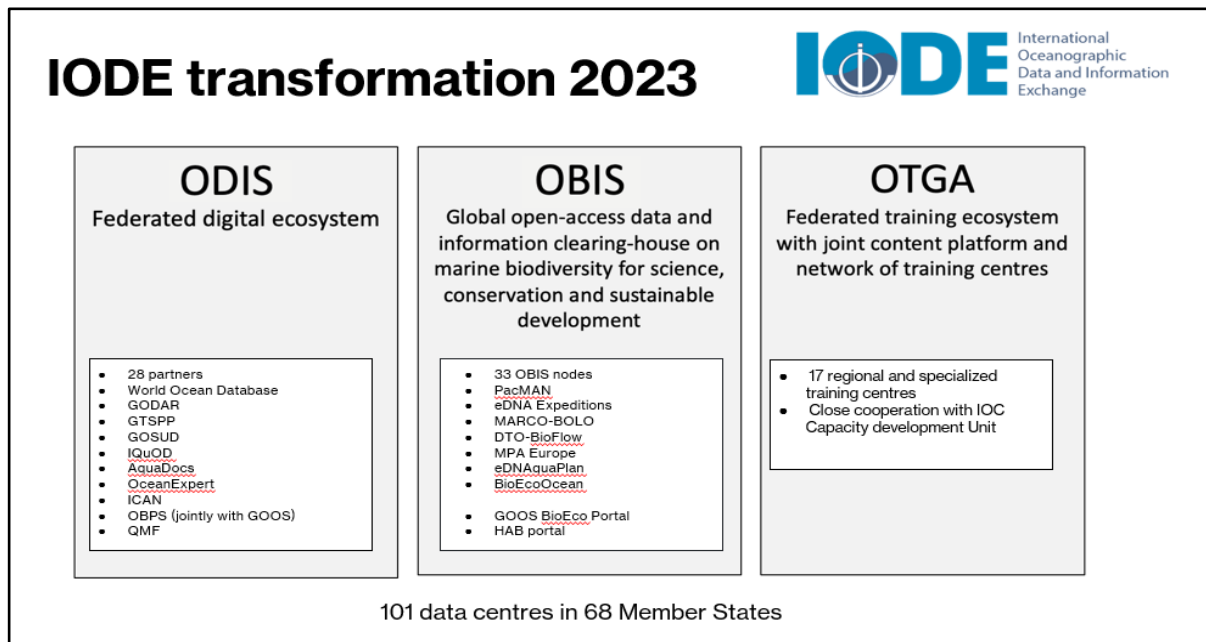 IODE transformation 2023
IODE
International
Oceanographic
Data and Information
Exchange
ODIS
Federated digital ecosystem
• 28 partners
• World Ocean Database
• GODAR
• GTSPP
• GOSUD
• IQuOD
• AquaDocs
• OceanExpert
• ICAN
• OBPS (jointly with GOOS)
• QMF
OBIS
Global open-access data and
information clearing-house on
marine biodiversity for science,
conservation and sustainable
development
• 33 OBIS nodes
• PacMAN
• eDNA Expeditions
• MARCO-BOLO
• DTO-BioFlow
• MPA Europe
• eDNAquaPlan
• BioEcoOcean
• GOOS BioEco Portal
• HAB portal
OTGA
Federated training ecosystem
with joint content platform and
network of training centres
• 17 regional and specialized
training centres
• Close cooperation with IOC
Capacity development Unit
101 data centres in 68 Member States